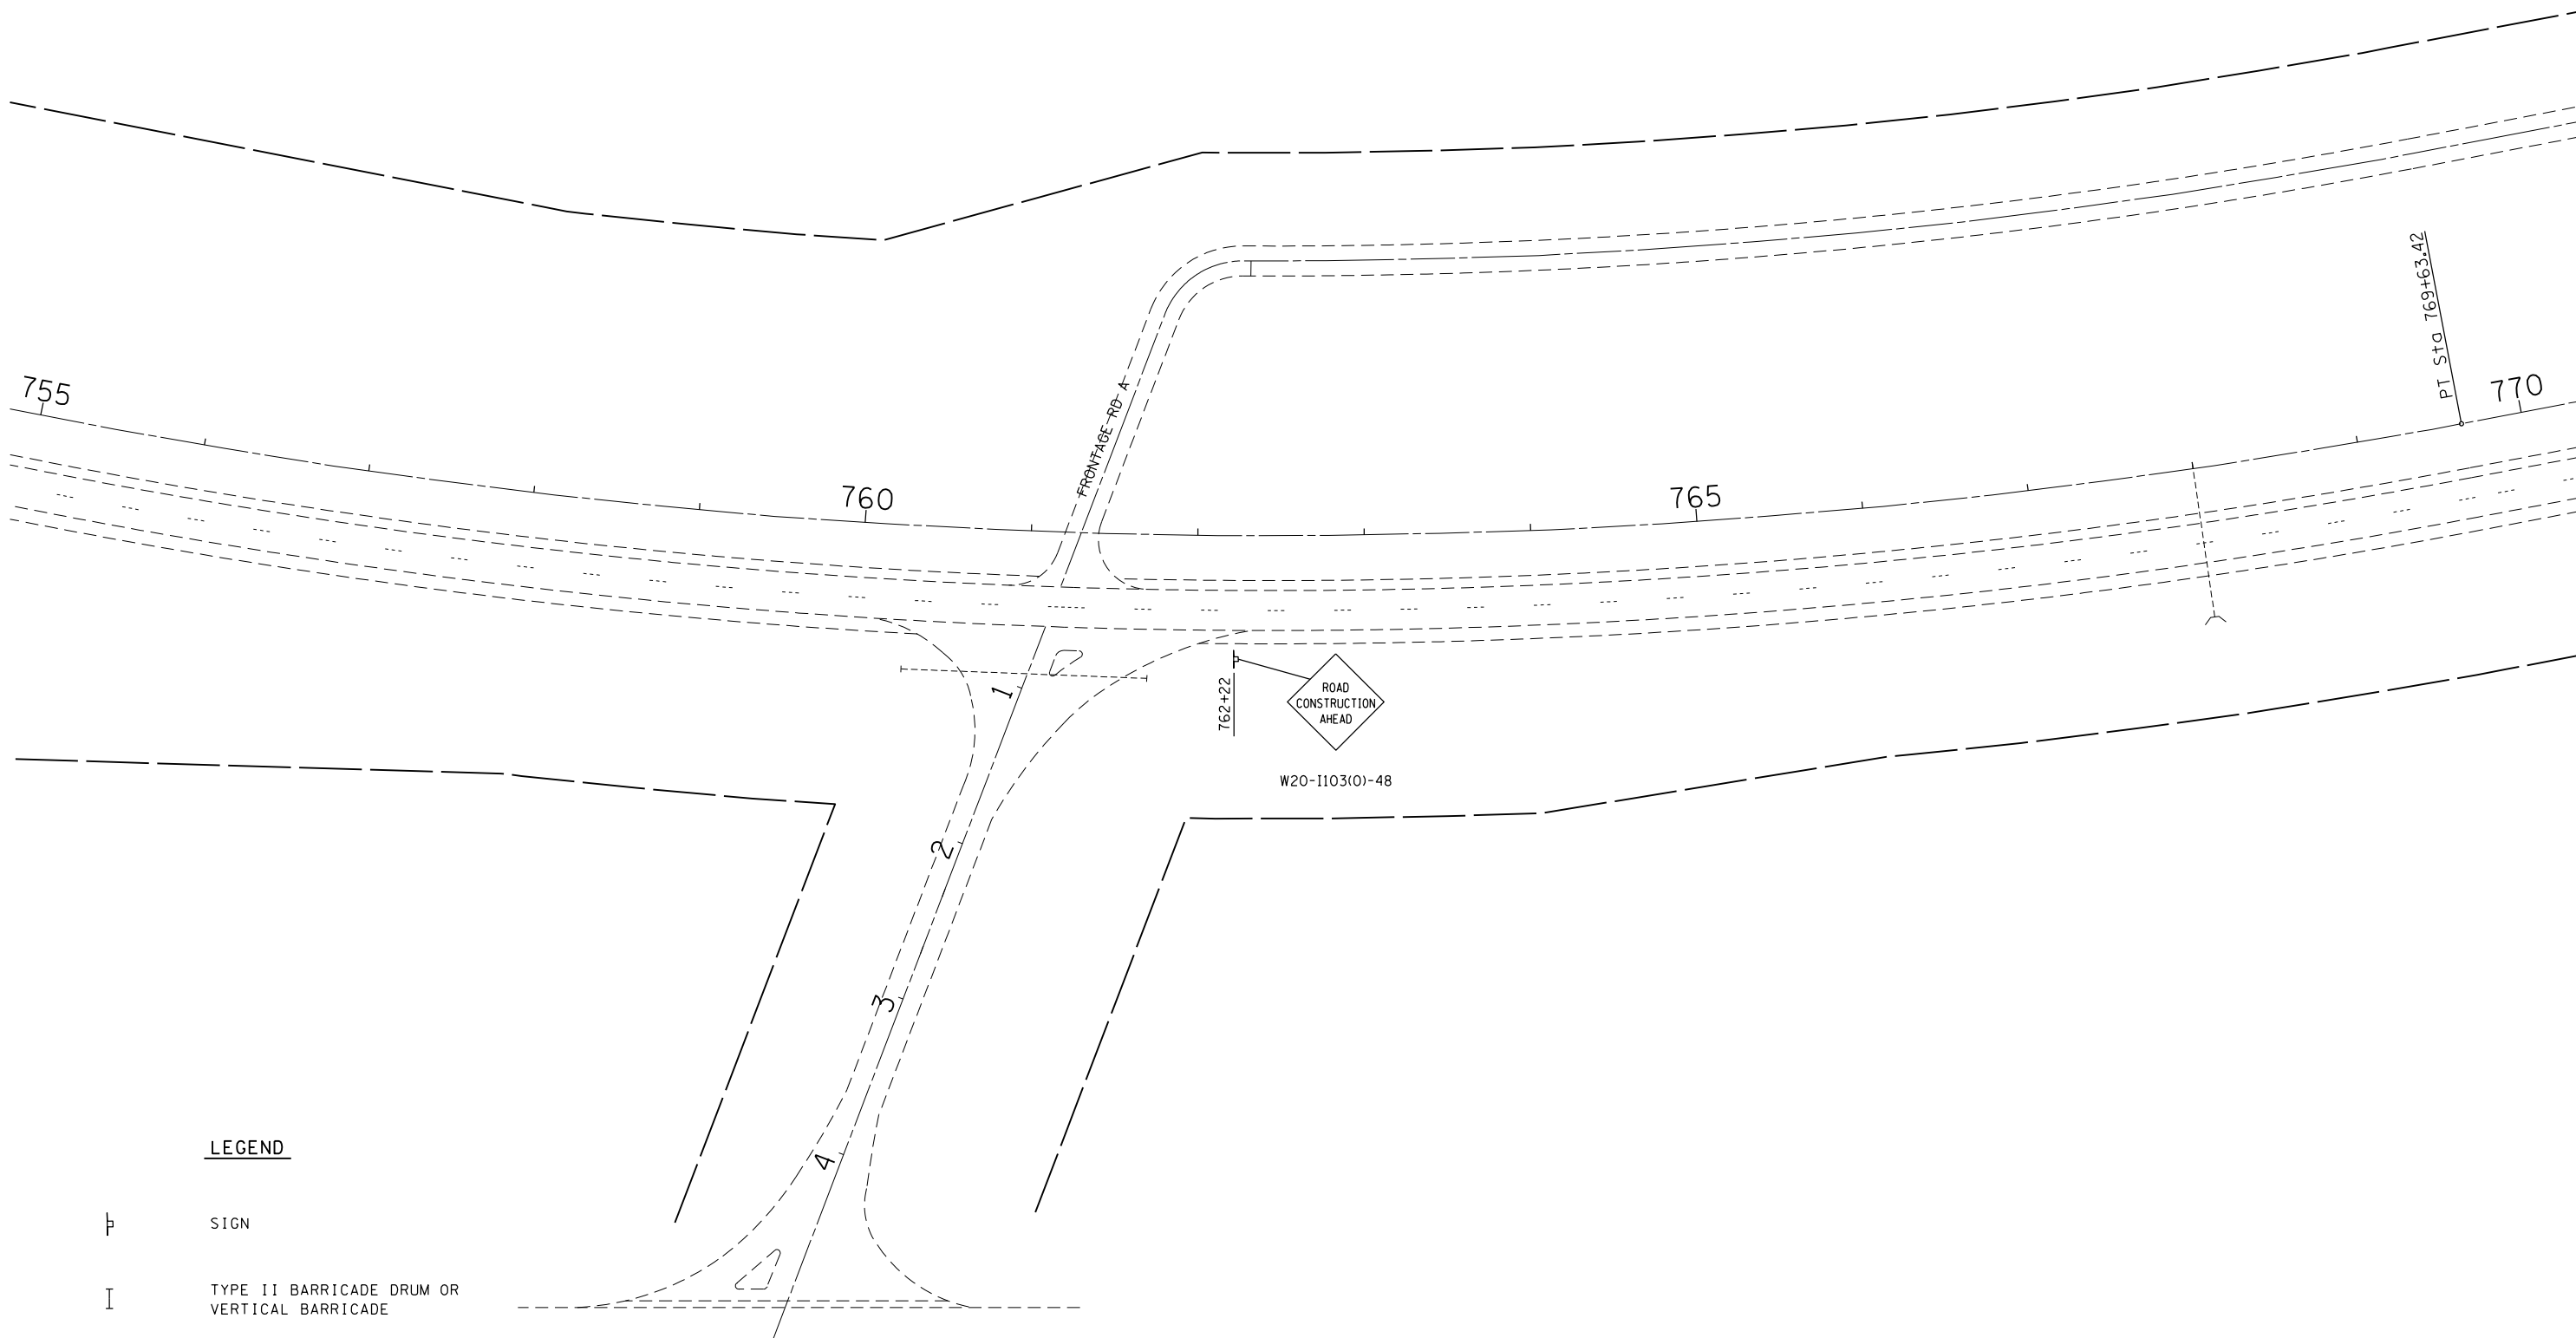 755
760
765
770
PT Sta 769+63.42
FRONTAGE RD A
1
2
3
4
762+22
ROAD
CONSTRUCTION
AHEAD
W20-I103(O)-48
LEGEND
SIGN
TYPE II BARRICADE DRUM OR
VERTICAL BARRICADE